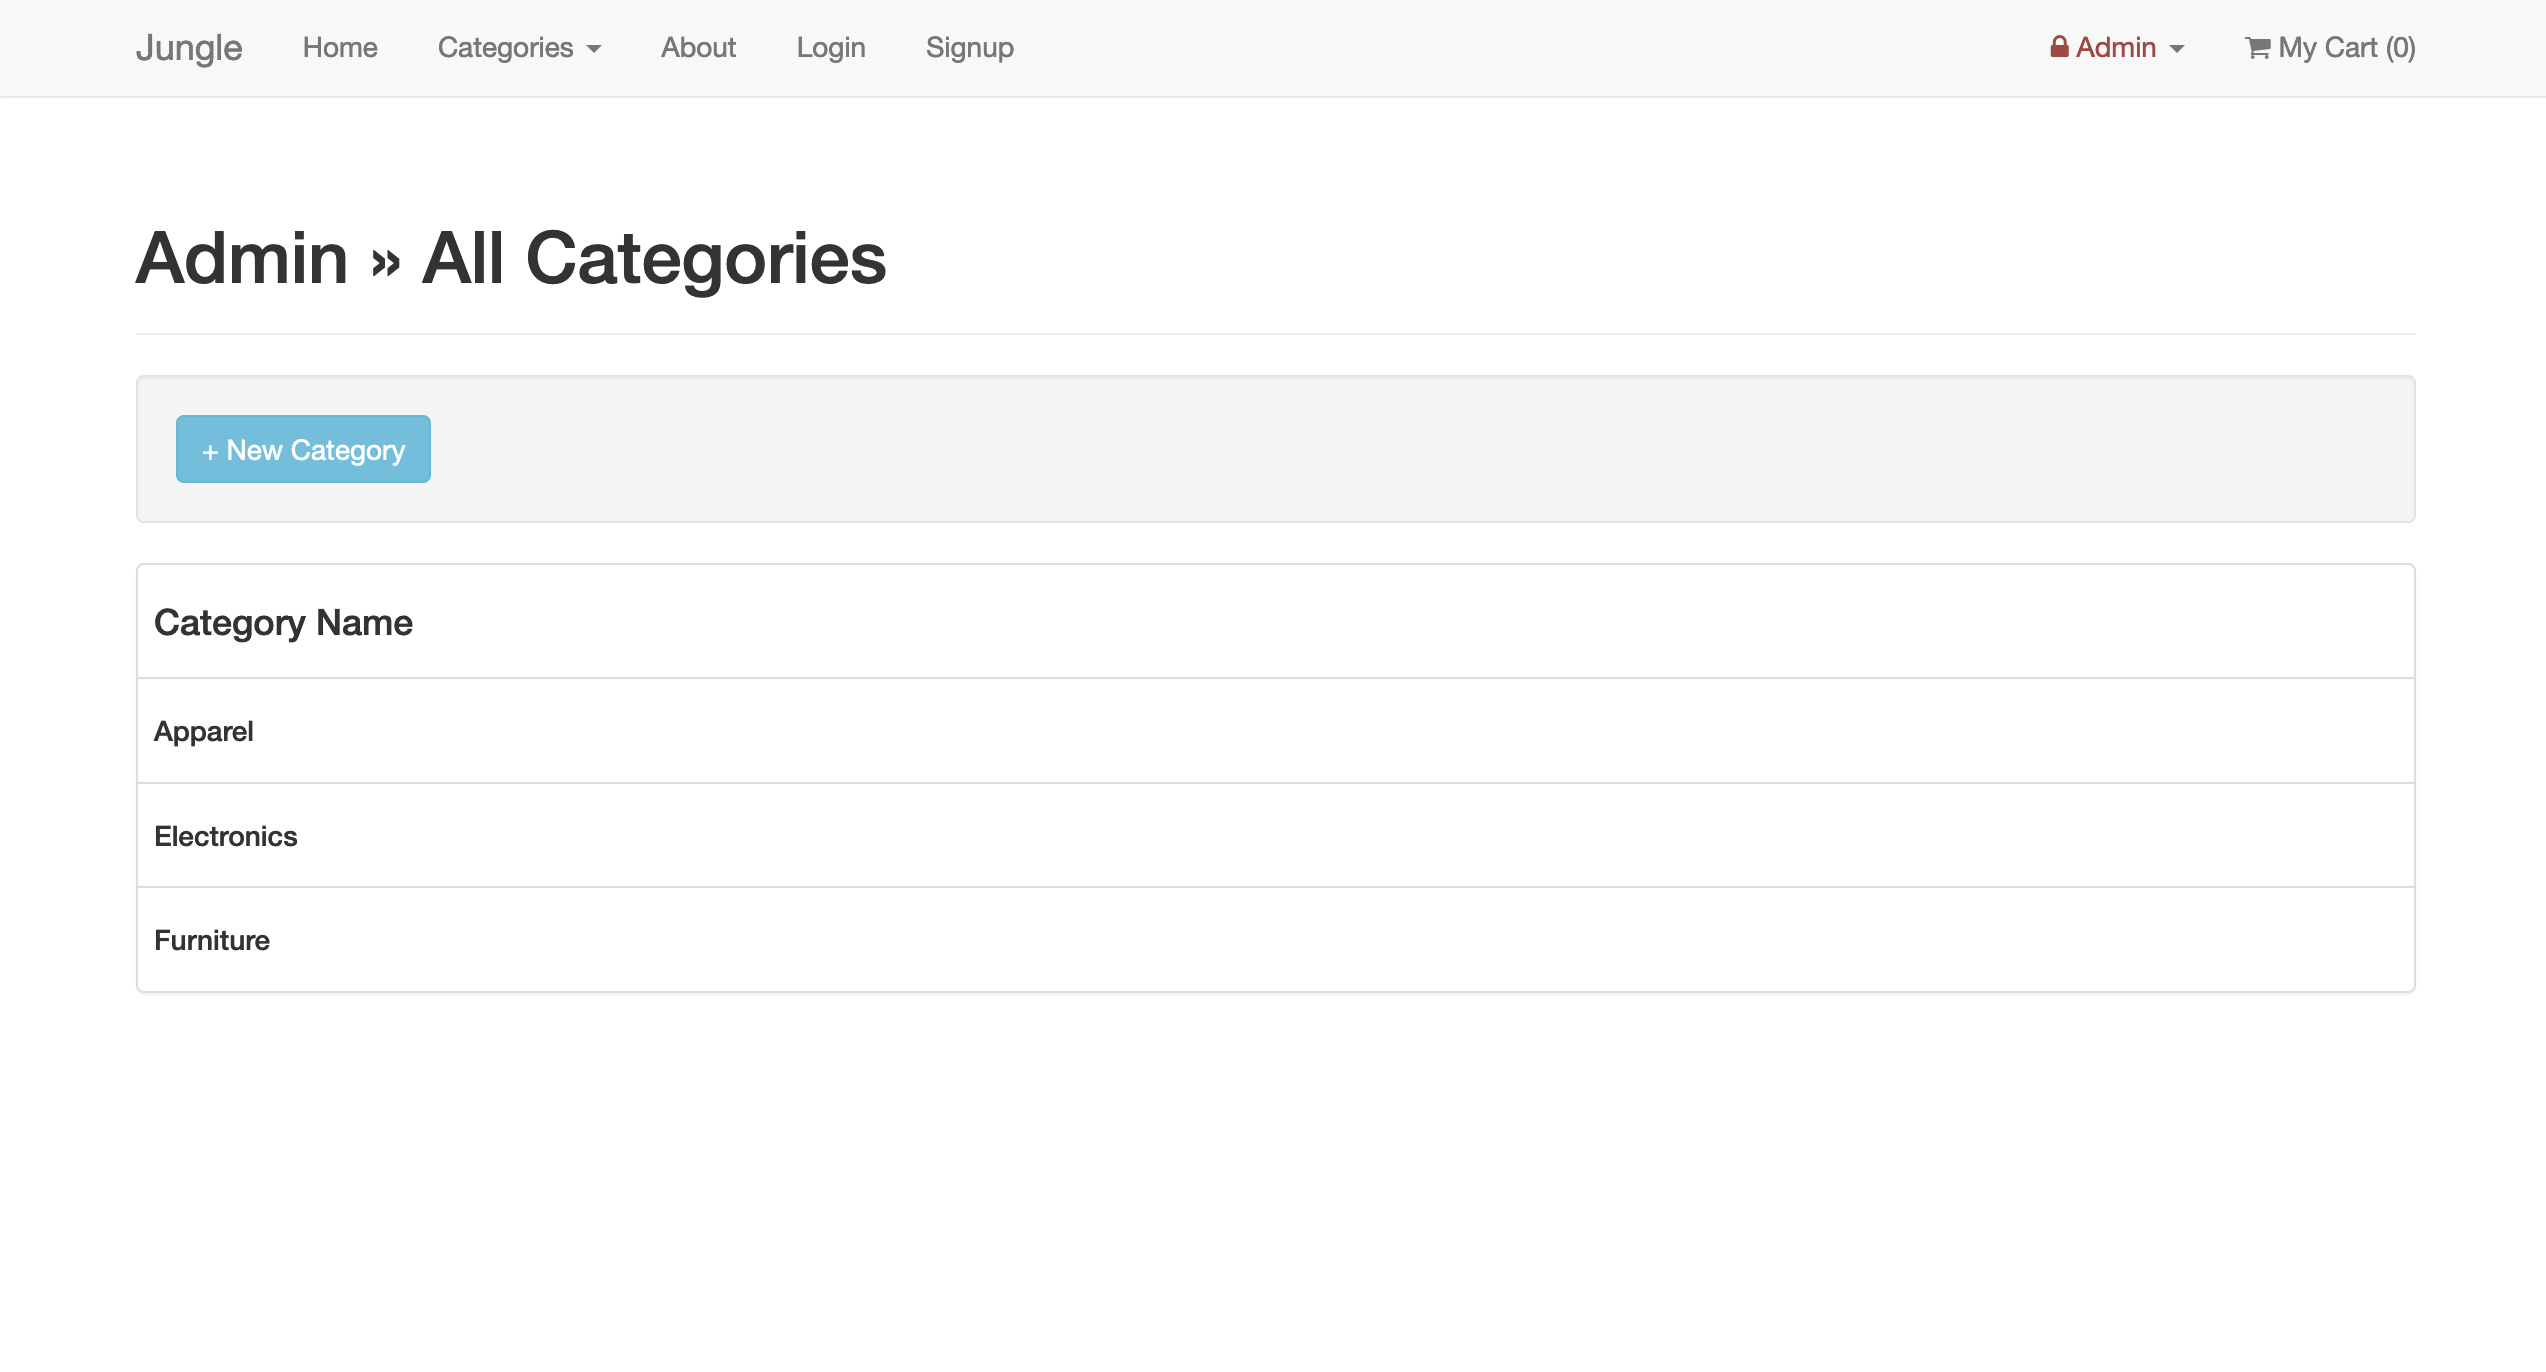 Jungle Home Categories About Login Signup Admin My Cart (0)
Admin » All Categories
+ New Category
Category Name
Apparel
Electronics
Furniture